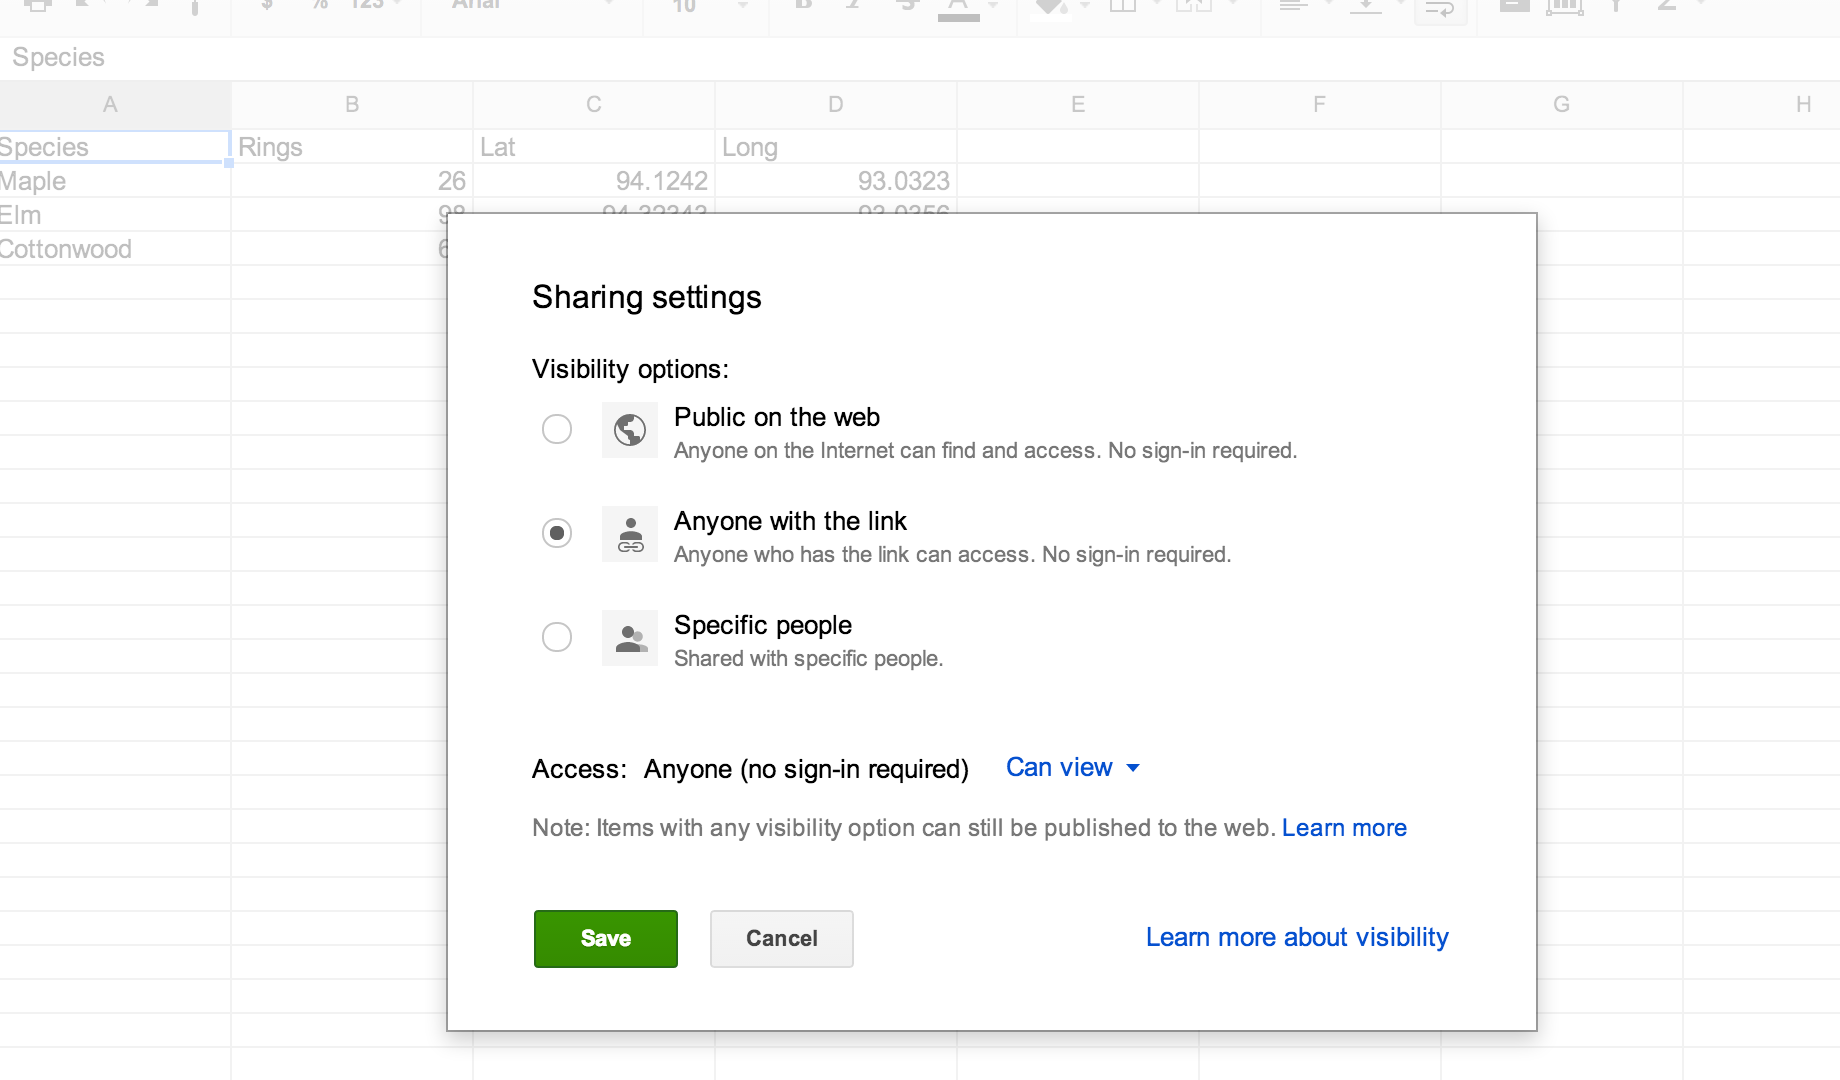 $ % 123 Arial 10 B I S A
Species
A B C D E F G H
Species Rings Lat Long
Maple 26 94.1242 93.0323
Elm 98
Cottonwood
Sharing settings
Visibility options:
Public on the web
Anyone on the Internet can find and access. No sign-in required.
Anyone with the link
Anyone who has the link can access. No sign-in required.
Specific people
Shared with specific people.
Access: Anyone (no sign-in required) Can view
Note: Items with any visibility option can still be published to the web. Learn more
Save Cancel Learn more about visibility